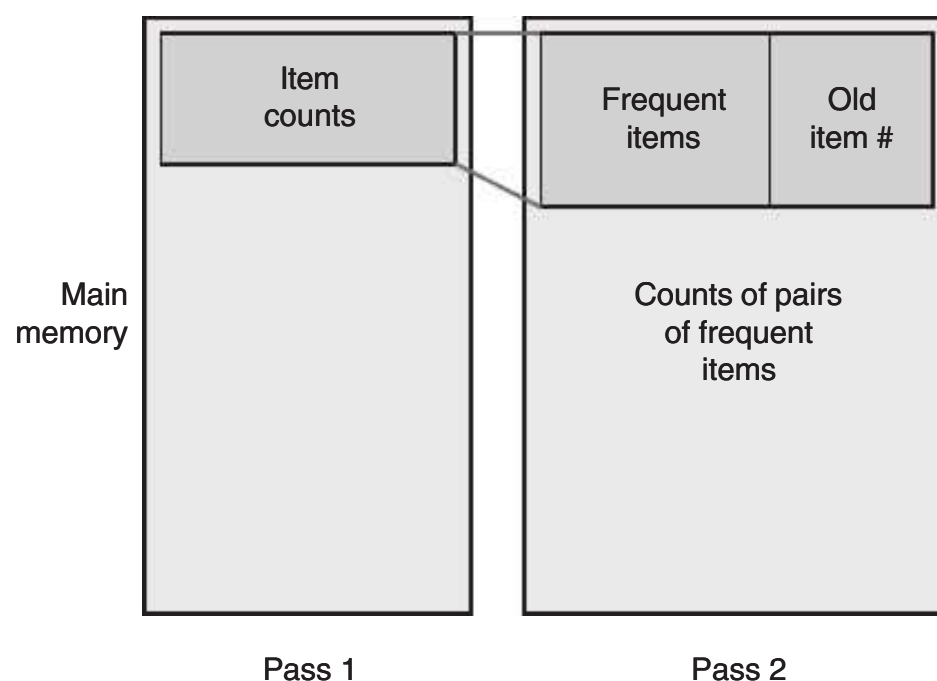 Item
counts
Frequent
items
Old
item #
Main
memory
Counts of pairs
of frequent
items
Pass 1
Pass 2